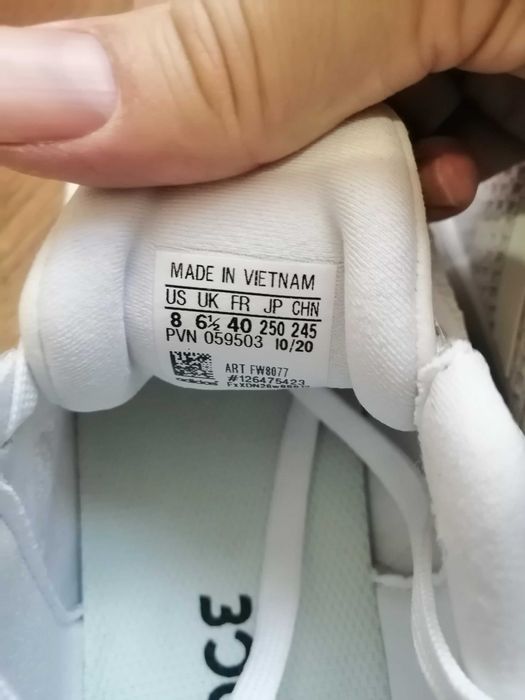 MADE IN VIETNAM
US UK FR JP CHN
8 6½ 40 250 245
PVN 059503 10/20
ART FW8077
adidas #126475423